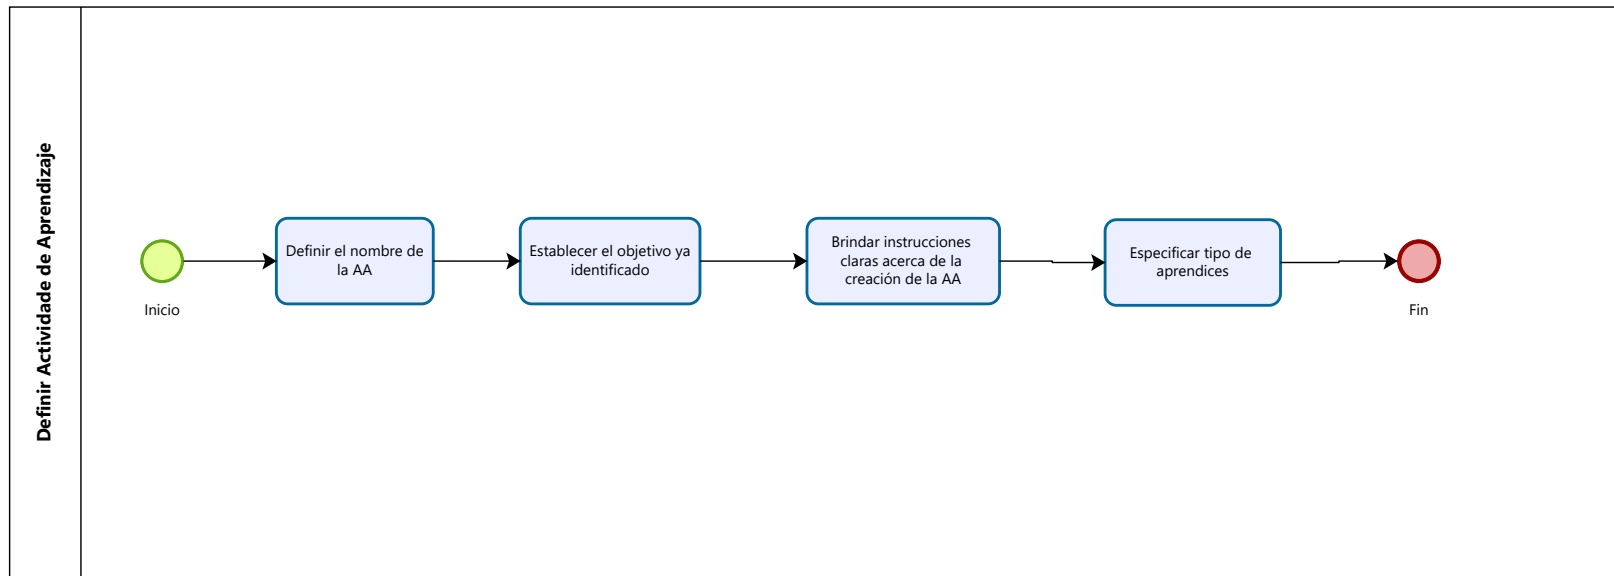 Definir Actividade de Aprendizaje
Inicio
Definir el nombre de
la AA
Establecer el objetivo ya
identificado
Brindar instrucciones
claras acerca de la
creación de la AA
Especificar tipo de
aprendices
Fin